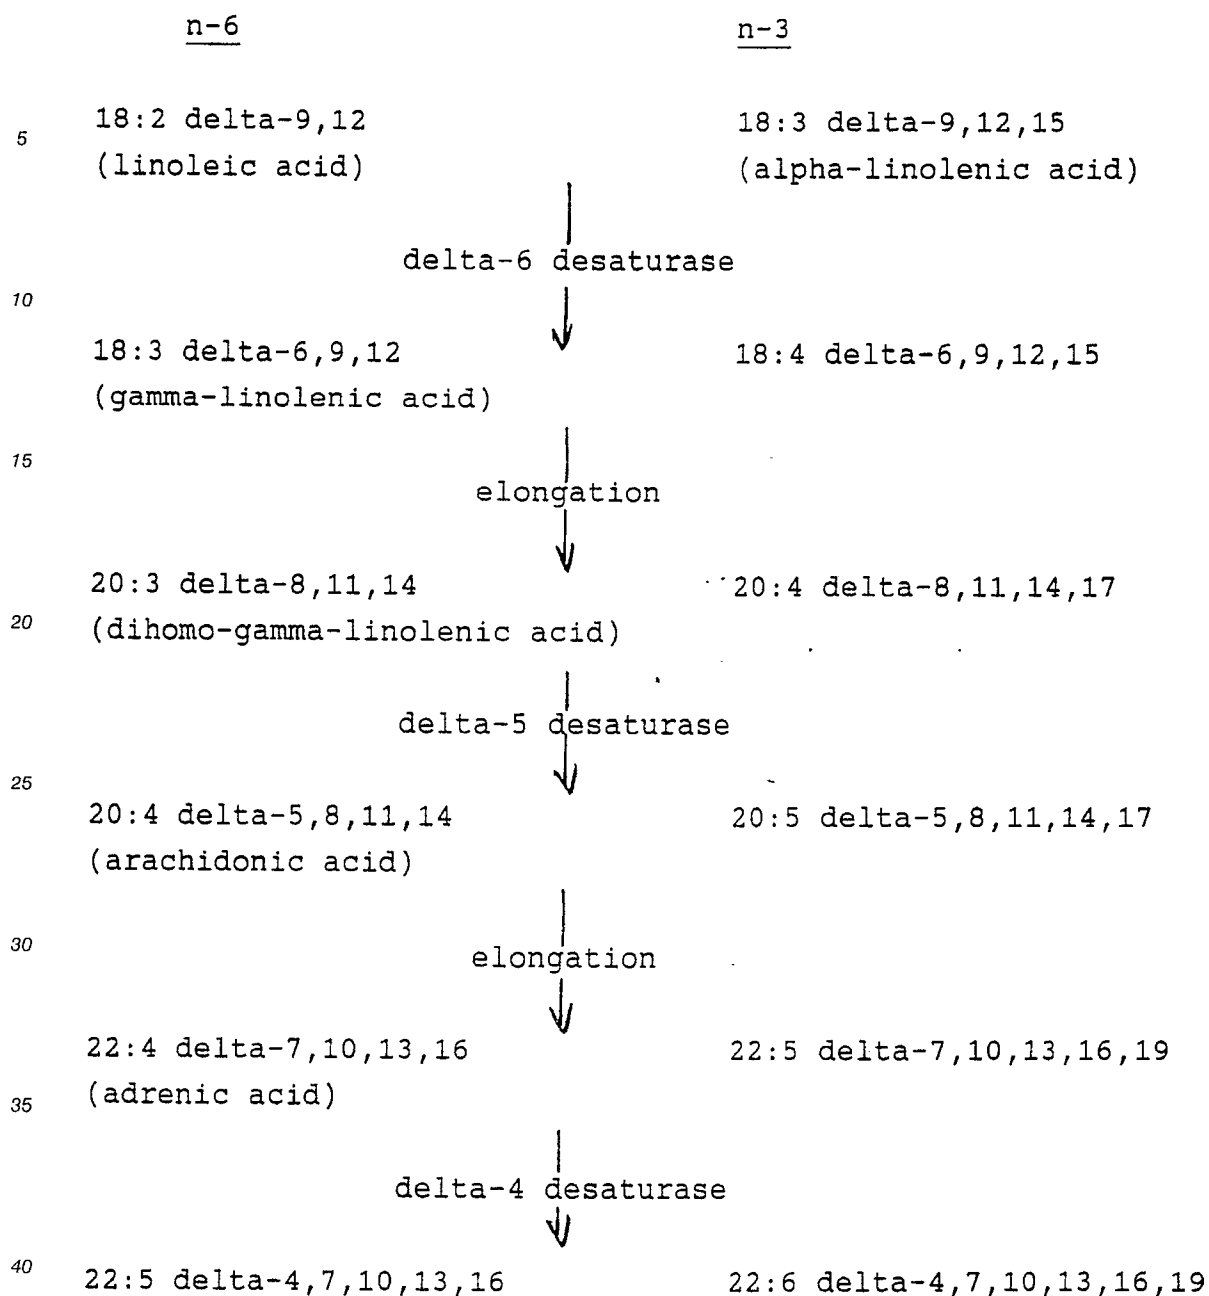 n-6 n-3
5 18:2 delta-9,12 18:3 delta-9,12,15
(linoleic acid) (alpha-linolenic acid)
delta-6 desaturase
10
18:3 delta-6,9,12 18:4 delta-6,9,12,15
(gamma-linolenic acid)
15
elongation
20:3 delta-8,11,14 20:4 delta-8,11,14,17
20 (dihomo-gamma-linolenic acid)
delta-5 desaturase
25
20:4 delta-5,8,11,14 20:5 delta-5,8,11,14,17
(arachidonic acid)
30
elongation
22:4 delta-7,10,13,16 22:5 delta-7,10,13,16,19
35 (adrenic acid)
delta-4 desaturase
40 22:5 delta-4,7,10,13,16 22:6 delta-4,7,10,13,16,19